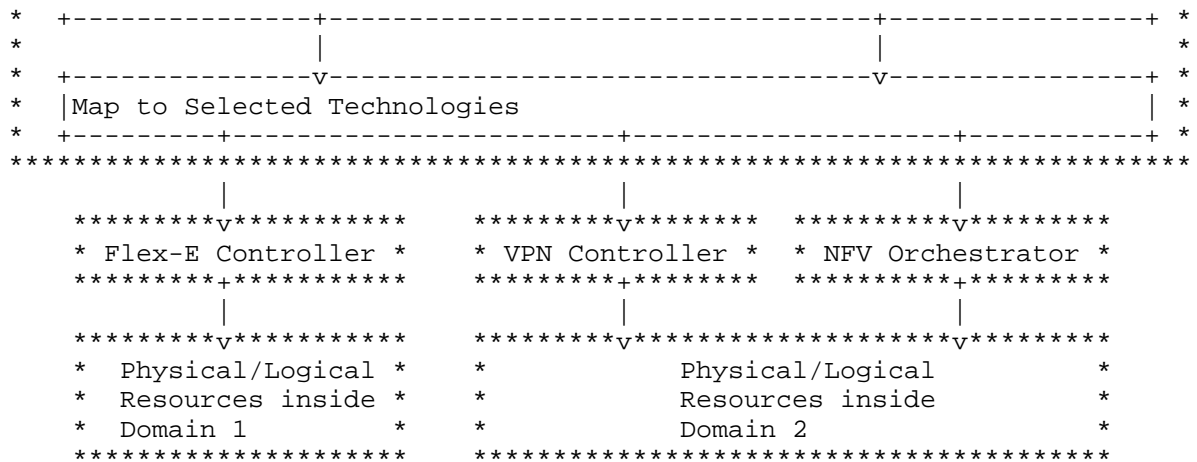 *  +---------------+----------------------------------+----------------+ *
*                  |                                  |                  *
*  +---------------v----------------------------------v----------------+ *
*  |Map to Selected Technologies                                       | *
*  +---------+------------------------+--------------------+-----------+ *
**************************************************************************
            |                        |                    |
   *********v***********    *********v********  **********v*********
   * Flex-E Controller *    * VPN Controller *  * NFV Orchestrator *
   *********+***********    *********+********  **********+*********
            |                        |                    |
   *********v***********    *********v********************v*********
   *  Physical/Logical *    *            Physical/Logical          *
   *  Resources inside *    *            Resources inside          *
   *  Domain 1         *    *            Domain 2                  *
   *********************    ****************************************